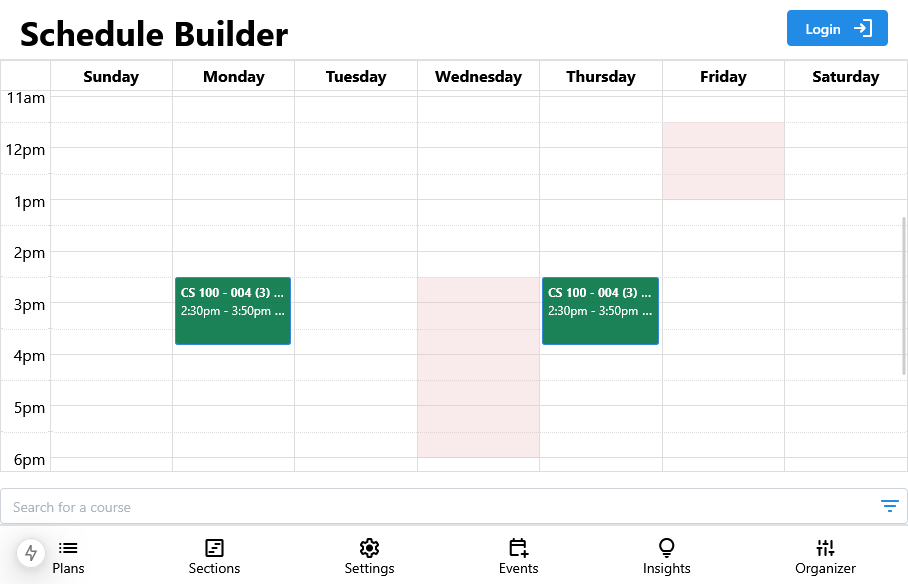 Schedule Builder
Login
Sunday Monday Tuesday Wednesday Thursday Friday Saturday
11am
12pm
1pm
2pm
3pm
4pm
5pm
6pm
CS 100 - 004 (3) ...
2:30pm - 3:50pm ...
CS 100 - 004 (3) ...
2:30pm - 3:50pm ...
Search for a course
Plans Sections Settings Events Insights Organizer